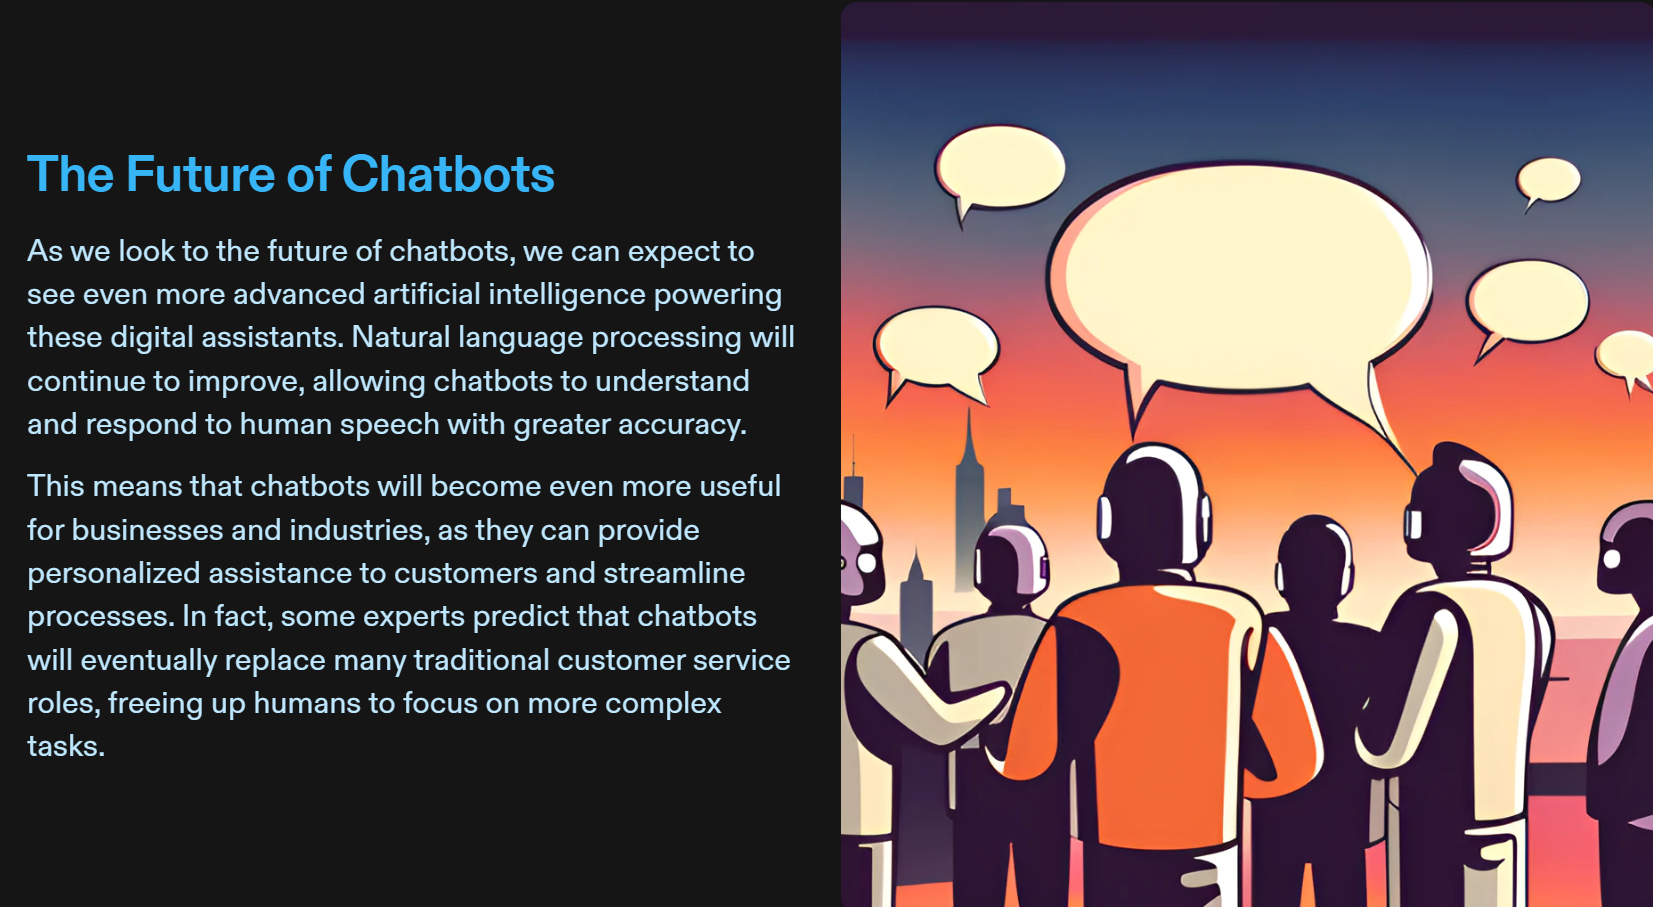 The Future of Chatbots
As we look to the future of chatbots, we can expect to
see even more advanced artificial intelligence powering
these digital assistants. Natural language processing will
continue to improve, allowing chatbots to understand
and respond to human speech with greater accuracy.
This means that chatbots will become even more useful
for businesses and industries, as they can provide
personalized assistance to customers and streamline
processes. In fact, some experts predict that chatbots
will eventually replace many traditional customer service
roles, freeing up humans to focus on more complex
tasks.